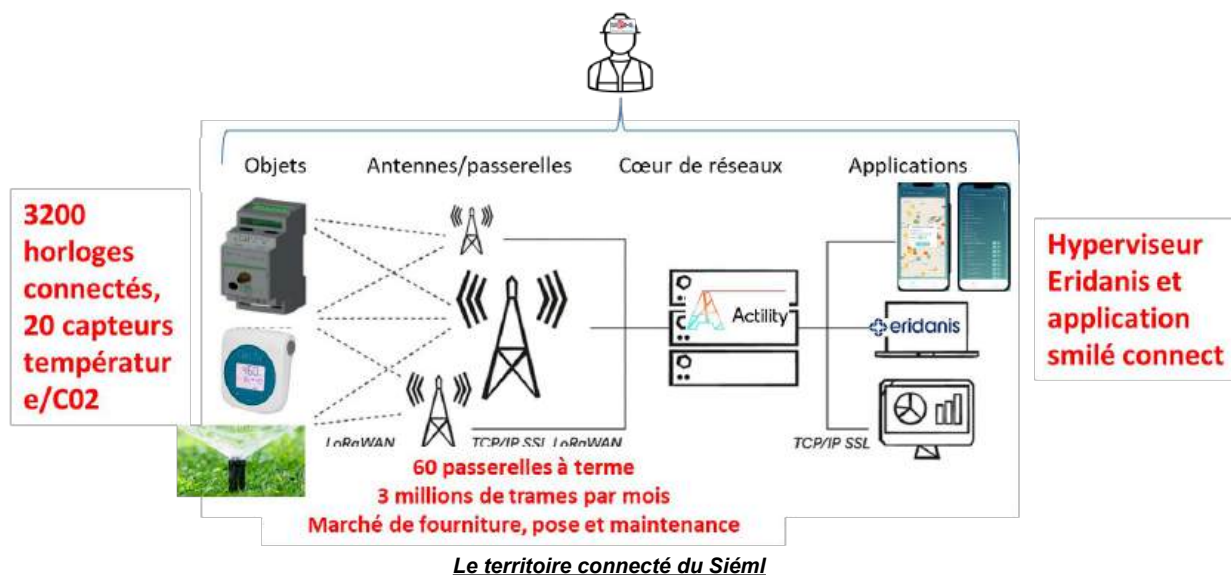 Objets
Antennes/passerelles
Cœur de réseaux
Applications
3200
horloges
connectés,
20 capteurs
températur
e/C02
Actility
eridanis
Hyperviseur
Eridanis et
application
smilé connect
LoRaWAN
TCP/IP SSL LoRaWAN
TCP/IP SSL
60 passerelles à terme
3 millions de trames par mois
Marché de fourniture, pose et maintenance
Le territoire connecté du Siéml